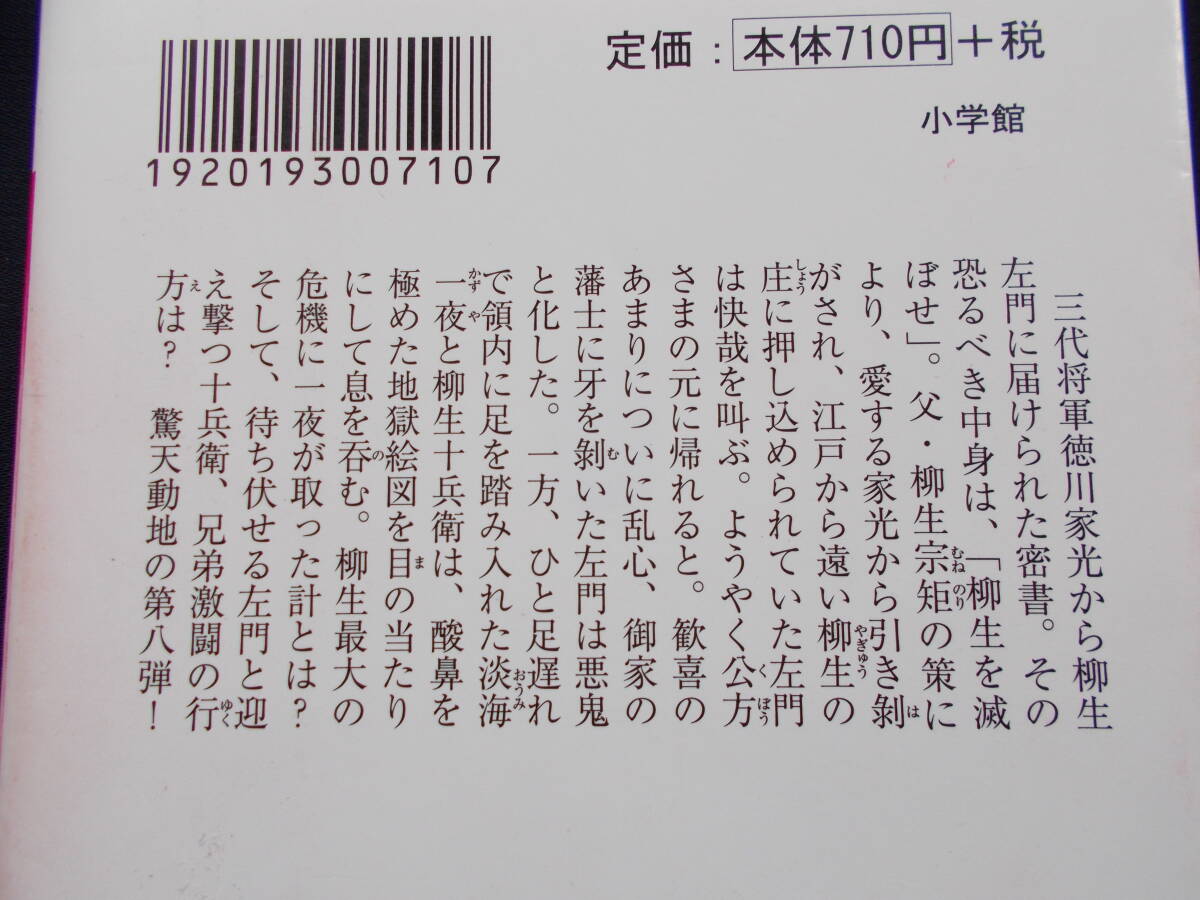 定価：本体710円＋税
小学館
1920193007107
三代将軍徳川家光から柳生
左門に届けられた密書。その
恐るべき中身は、「柳生を滅
ぼせ」。父・柳生宗矩の策に
より、愛する家光から引き剝
がされ、江戸から遠い柳生の
庄に押し込められていた左門
は快哉を叫ぶ。ようやく公方
さまの元に帰れると。歓喜の
あまりについに乱心、御家の
藩士に牙を剝いた左門は悪鬼
と化した。一方、ひと足遅れ
で領内に足を踏み入れた淡海
一夜と柳生十兵衛は、酸鼻を
極めた地獄絵図を目の当たり
にして息を吞む。柳生最大の
危機に一夜が取った計とは？
そして、待ち伏せる左門と迎
え撃つ十兵衛、兄弟激闘の行
方は？　驚天動地の第八弾！